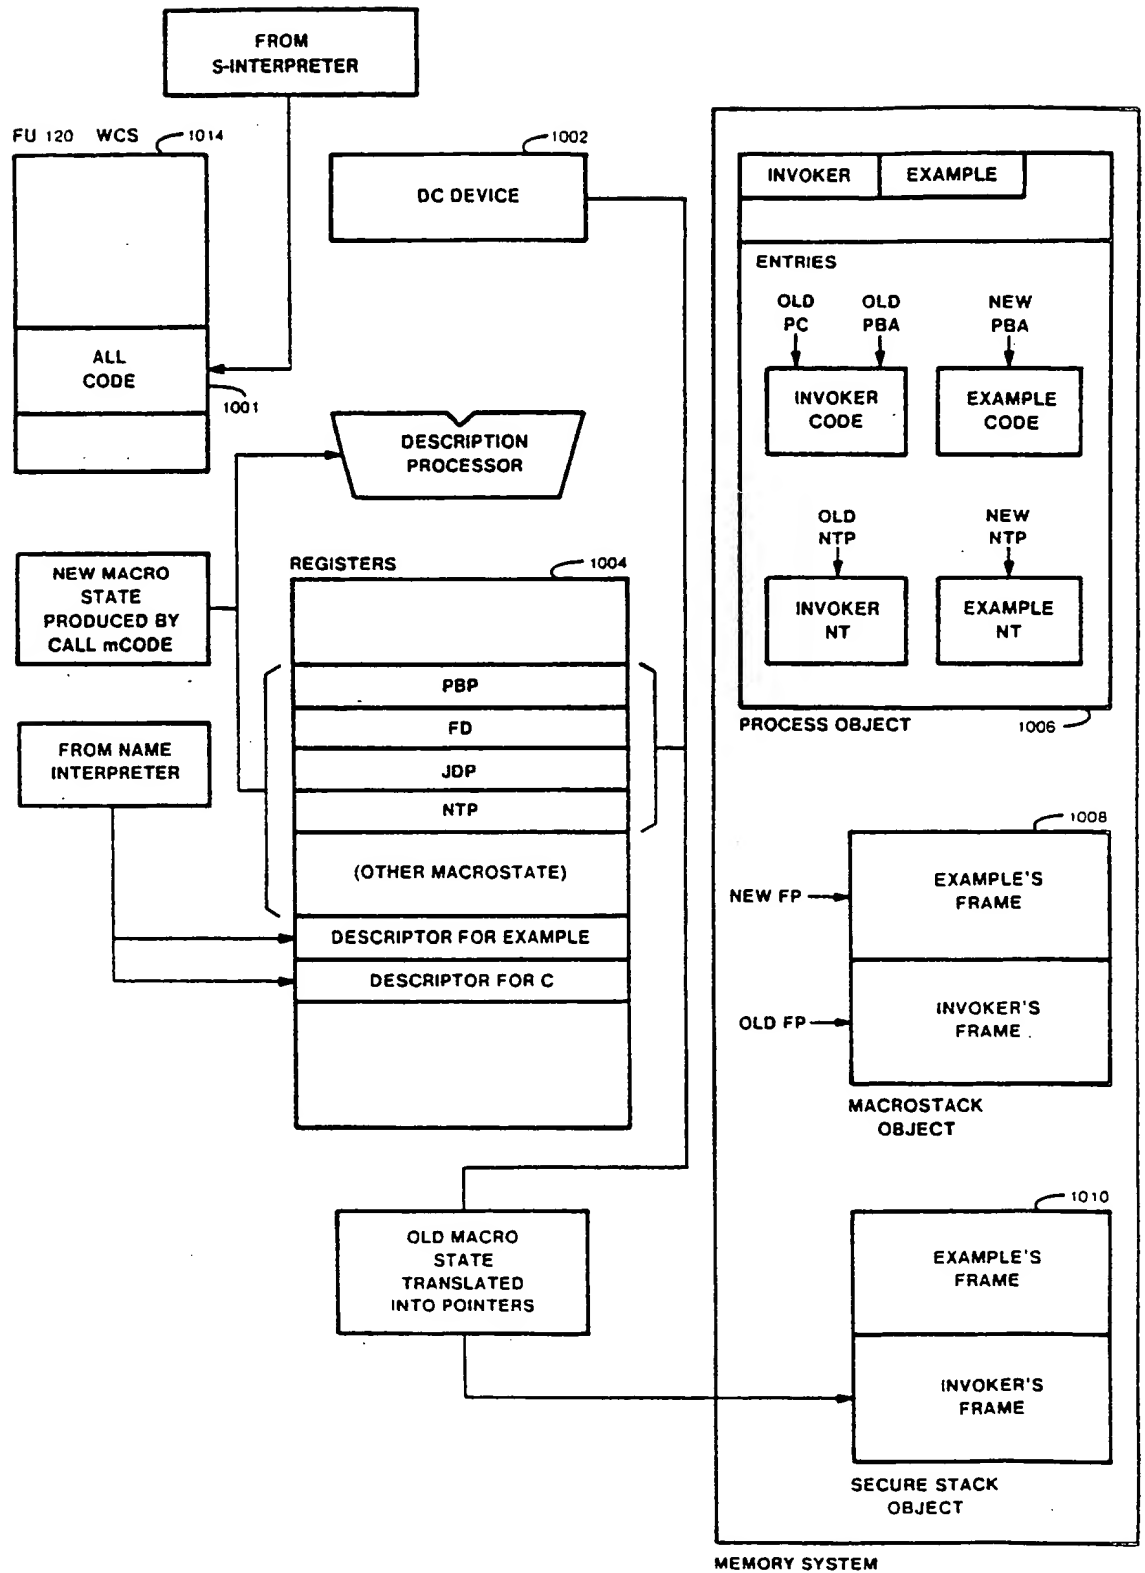 FROM
S-INTERPRETER
FU 120 WCS 1014
ALL
CODE
1001
1002
DC DEVICE
DESCRIPTION
PROCESSOR
NEW MACRO
STATE
PRODUCED BY
CALL mCODE
FROM NAME
INTERPRETER
REGISTERS
1004
PBP
FD
JDP
NTP
(OTHER MACROSTATE)
DESCRIPTOR FOR EXAMPLE
DESCRIPTOR FOR C
OLD MACRO
STATE
TRANSLATED
INTO POINTERS
INVOKER
EXAMPLE
ENTRIES
OLD
PC
OLD
PBA
NEW
PBA
INVOKER
CODE
EXAMPLE
CODE
OLD
NTP
NEW
NTP
INVOKER
NT
EXAMPLE
NT
PROCESS OBJECT
1006
1008
NEW FP
EXAMPLE'S
FRAME
OLD FP
INVOKER'S
FRAME
MACROSTACK
OBJECT
1010
EXAMPLE'S
FRAME
INVOKER'S
FRAME
SECURE STACK
OBJECT
MEMORY SYSTEM